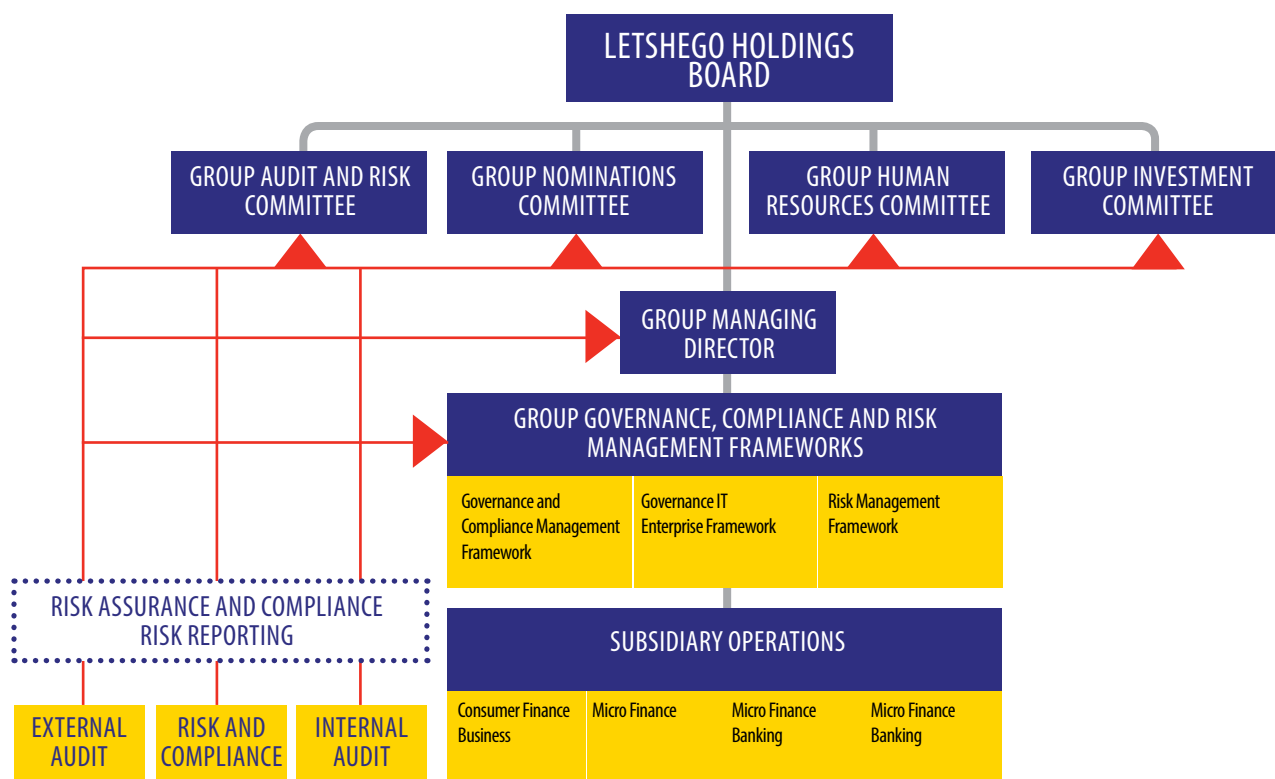 LETSHEGO HOLDINGS
BOARD
GROUP AUDIT AND RISK
COMMITTEE
GROUP NOMINATIONS
COMMITTEE
GROUP HUMAN
RESOURCES COMMITTEE
GROUP INVESTMENT
COMMITTEE
GROUP MANAGING
DIRECTOR
GROUP GOVERNANCE, COMPLIANCE AND RISK
MANAGEMENT FRAMEWORKS
Governance and
Compliance Management
Framework
Governance IT
Enterprise Framework
Risk Management
Framework
RISK ASSURANCE AND COMPLIANCE
RISK REPORTING
SUBSIDIARY OPERATIONS
EXTERNAL
AUDIT
RISK AND
COMPLIANCE
INTERNAL
AUDIT
Consumer Finance
Business
Micro Finance
Micro Finance
Banking
Micro Finance
Banking